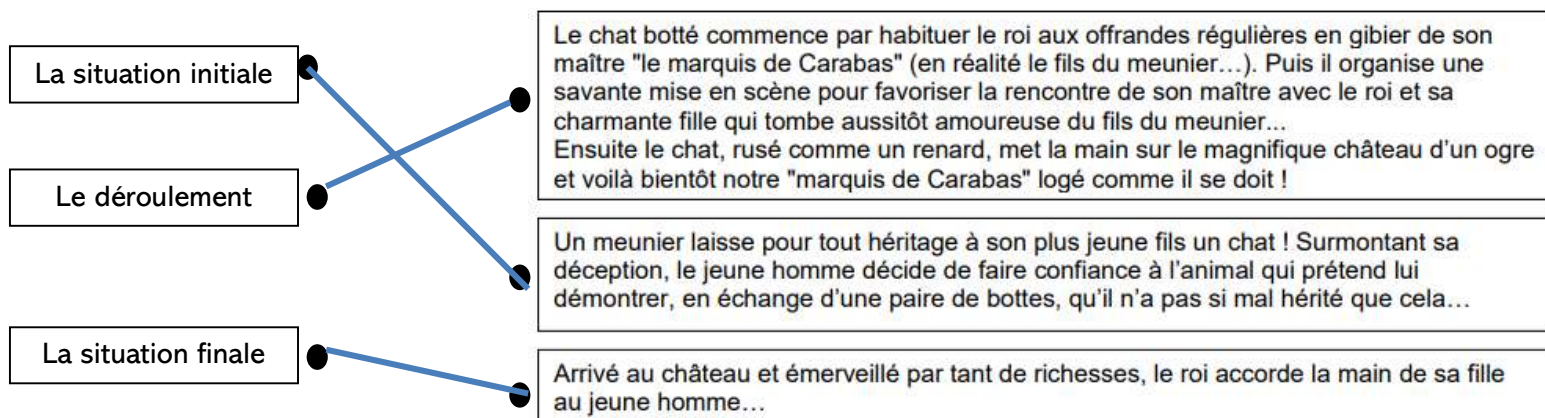 La situation initiale
Le déroulement
La situation finale
Le chat botté commence par habituer le roi aux offrandes régulières en gibier de son
maître "le marquis de Carabas" (en réalité le fils du meunier…). Puis il organise une
savante mise en scène pour favoriser la rencontre de son maître avec le roi et sa
charmante fille qui tombe aussitôt amoureuse du fils du meunier...
Ensuite le chat, rusé comme un renard, met la main sur le magnifique château d'un ogre
et voilà bientôt notre "marquis de Carabas" logé comme il se doit !
Un meunier laisse pour tout héritage à son plus jeune fils un chat ! Surmontant sa
déception, le jeune homme décide de faire confiance à l'animal qui prétend lui
démontrer, en échange d'une paire de bottes, qu'il n'a pas si mal hérité que cela…
Arrivé au château et émerveillé par tant de richesses, le roi accorde la main de sa fille
au jeune homme…